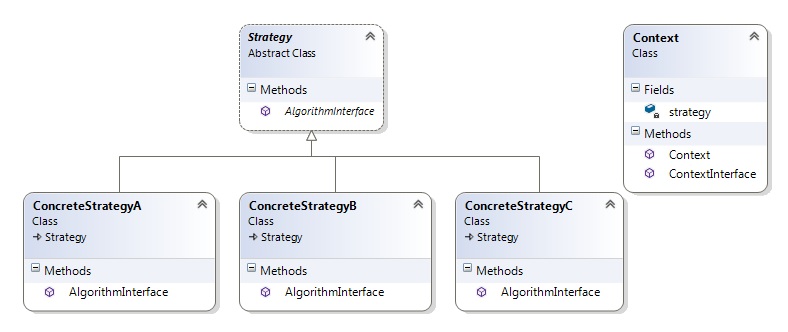 Strategy
Abstract Class
Methods
AlgorithmInterface
Context
Class
Fields
strategy
Methods
Context
ContextInterface
ConcreteStrategyA
Class
Strategy
Methods
AlgorithmInterface
ConcreteStrategyB
Class
Strategy
Methods
AlgorithmInterface
ConcreteStrategyC
Class
Strategy
Methods
AlgorithmInterface